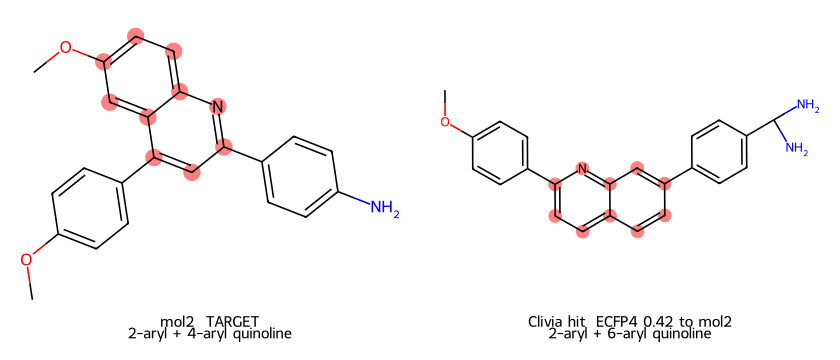 O
N
NH2
O
mol2 TARGET
2-aryl + 4-aryl quinoline
NH2
O
N
NH2
Clivia hit ECFP4 0.42 to mol2
2-aryl + 6-aryl quinoline